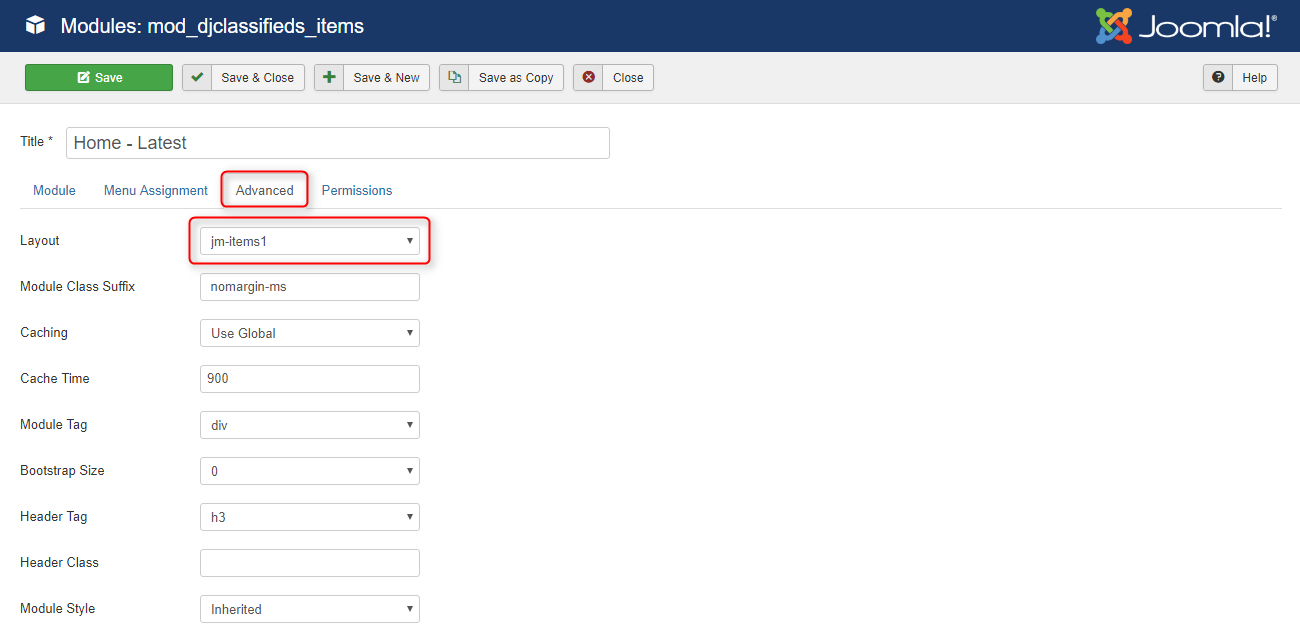 Modules: mod_djclassifieds_items
Joomla!®
Save
Save & Close
Save & New
Save as Copy
Close
Help
Title *
Home - Latest
Module
Menu Assignment
Advanced
Permissions
Layout
jm-items1
Module Class Suffix
nomargin-ms
Caching
Use Global
Cache Time
900
Module Tag
div
Bootstrap Size
0
Header Tag
h3
Header Class
Module Style
Inherited